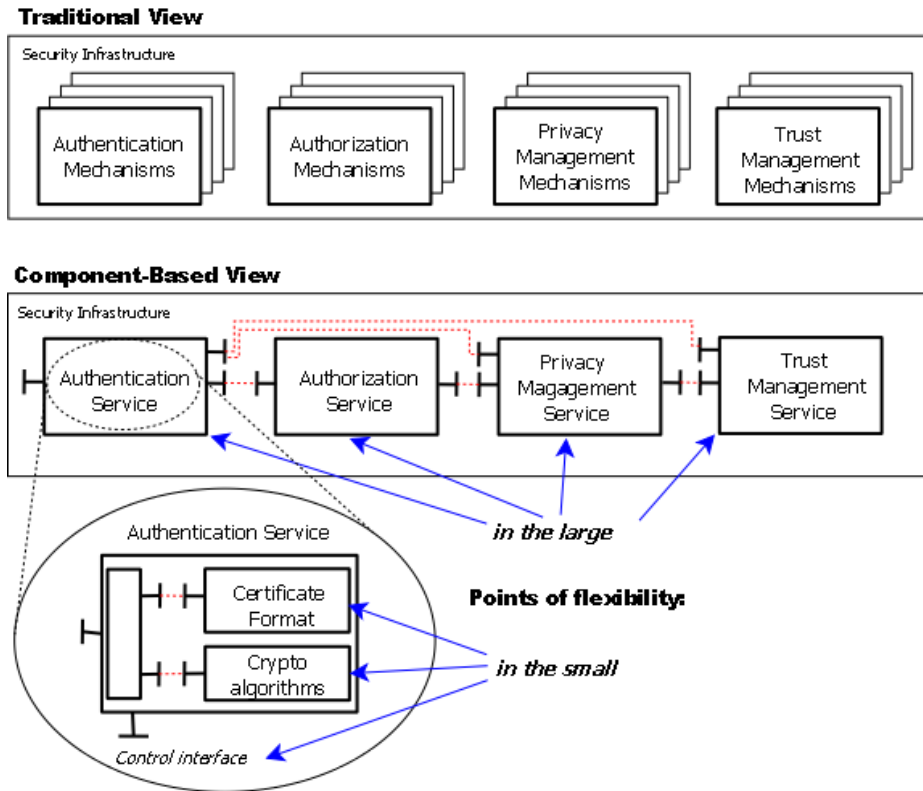 Traditional View
Security Infrastructure
Authentication
Mechanisms
Authorization
Mechanisms
Privacy
Management
Mechanisms
Trust
Management
Mechanisms
Component-Based View
Security Infrastructure
Authentication
Service
Authorization
Service
Privacy
Magagement
Service
Trust
Management
Service
in the large
Authentication Service
Certificate
Format
Crypto
algorithms
Control interface
Points of flexibility:
in the small